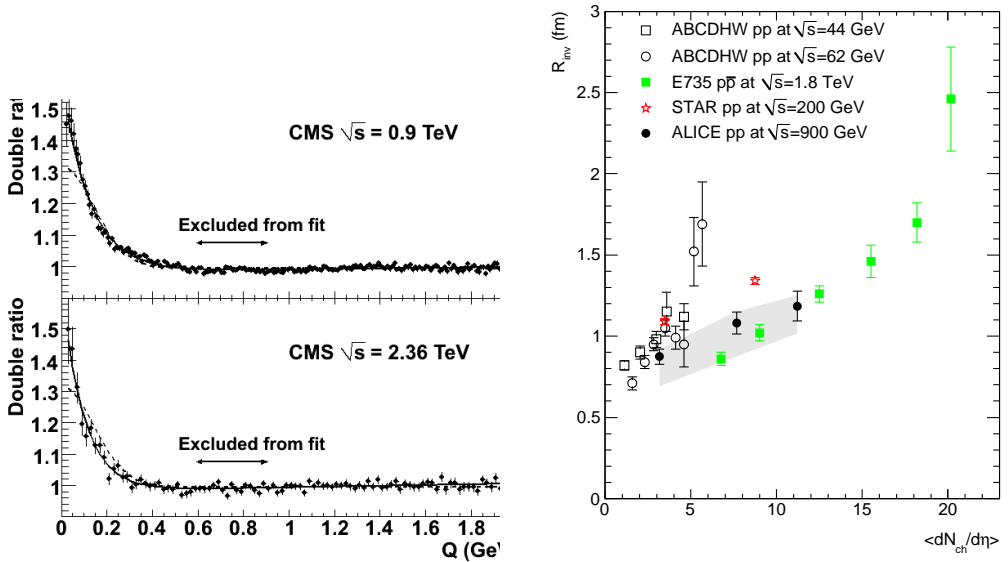 Double rati
1.5
1.4
1.3
1.2
1.1
1
CMS √s = 0.9 TeV
Excluded from fit
Double ratio
1.5
1.4
1.3
1.2
1.1
1
CMS √s = 2.36 TeV
Excluded from fit
0 0.2 0.4 0.6 0.8 1 1.2 1.4 1.6 1.8
Q (GeV
R_inv (fm)
3
2.5
2
1.5
1
0.5
0
ABCDHW pp at √s=44 GeV
ABCDHW pp at √s=62 GeV
E735 pp̅ at √s=1.8 TeV
STAR pp at √s=200 GeV
ALICE pp at √s=900 GeV
0 5 10 15 20
<dN_ch/dη>